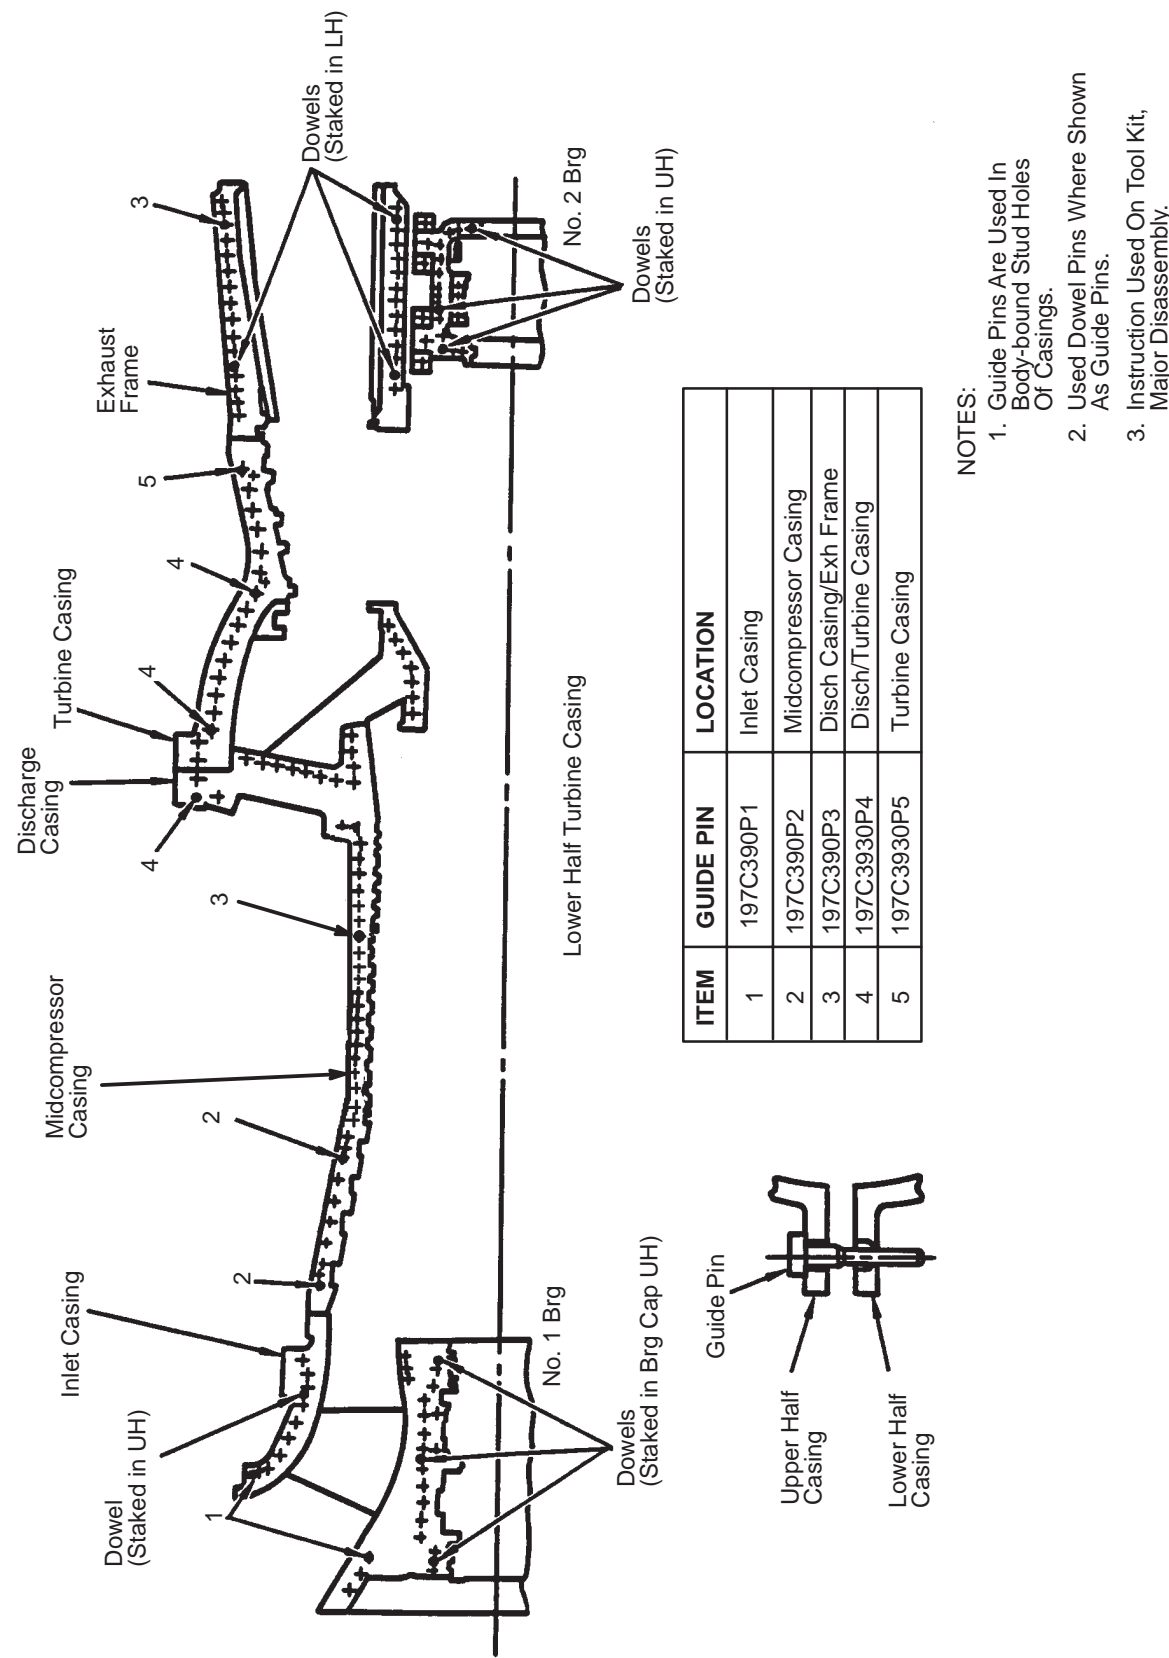 Inlet Casing
Midcompressor
Casing
Discharge
Casing
Turbine Casing
Exhaust
Frame
Dowel
(Staked in UH)
1
2
2
3
4
4
4
5
3
Dowels
(Staked in LH)
No. 1 Brg
No. 2 Brg
Dowels
(Staked in Brg Cap UH)
Lower Half Turbine Casing
Dowels
(Staked in UH)
Guide Pin
Upper Half
Casing
Lower Half
Casing
ITEM GUIDE PIN LOCATION
1 197C390P1 Inlet Casing
2 197C390P2 Midcompressor Casing
3 197C390P3 Disch Casing/Exh Frame
4 197C3930P4 Disch/Turbine Casing
5 197C3930P5 Turbine Casing
NOTES:
1. Guide Pins Are Used In
Body-bound Stud Holes
Of Casings.
2. Used Dowel Pins Where Shown
As Guide Pins.
3. Instruction Used On Tool Kit,
Major Disassembly.